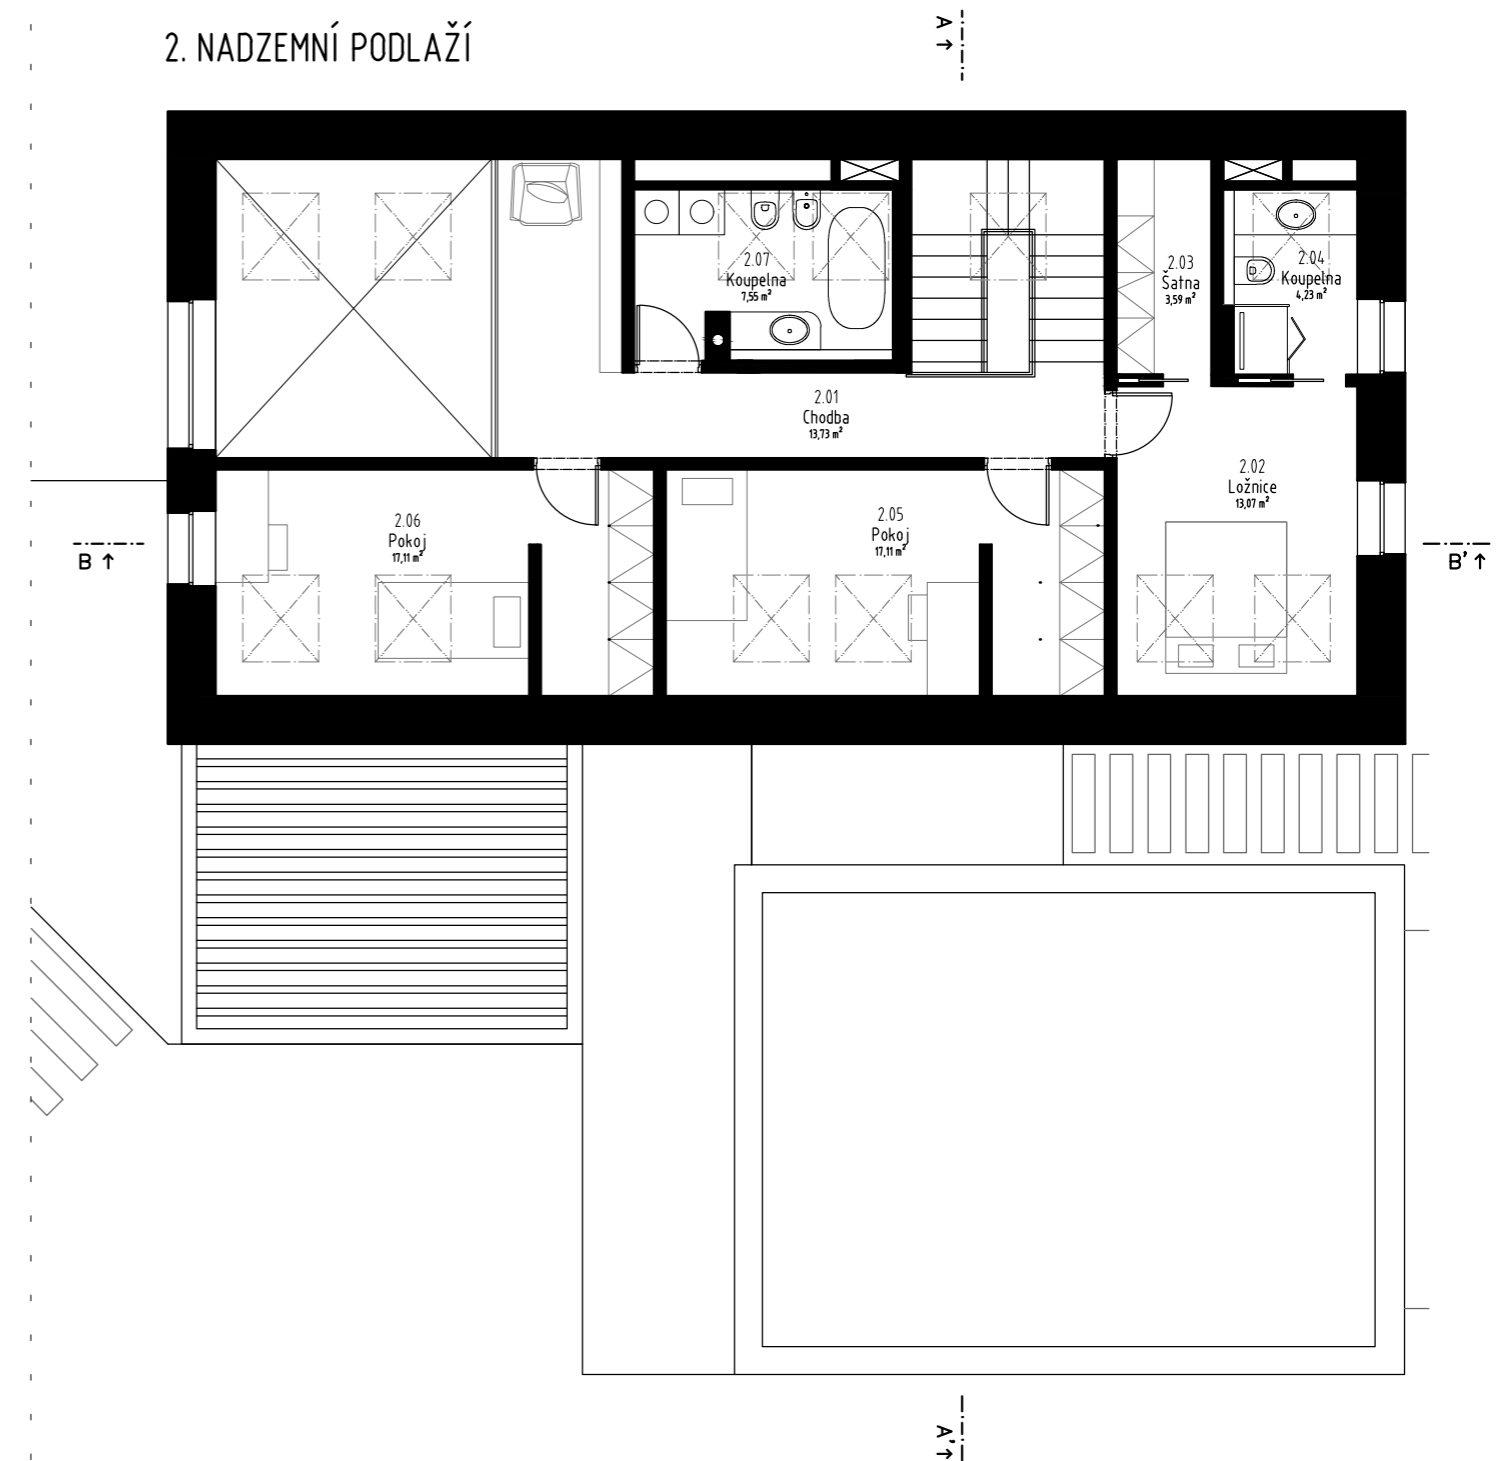 2. NADZEMNÍ PODLAŽÍ
A
2.07
Koupelna
7,55 m²
2.03
Šatna
3,59 m²
2.04
Koupelna
4,23 m²
2.01
Chodba
13,73 m²
2.02
Ložnice
13,07 m²
2.06
Pokoj
17,11 m²
2.05
Pokoj
17,11 m²
B
B'
A'